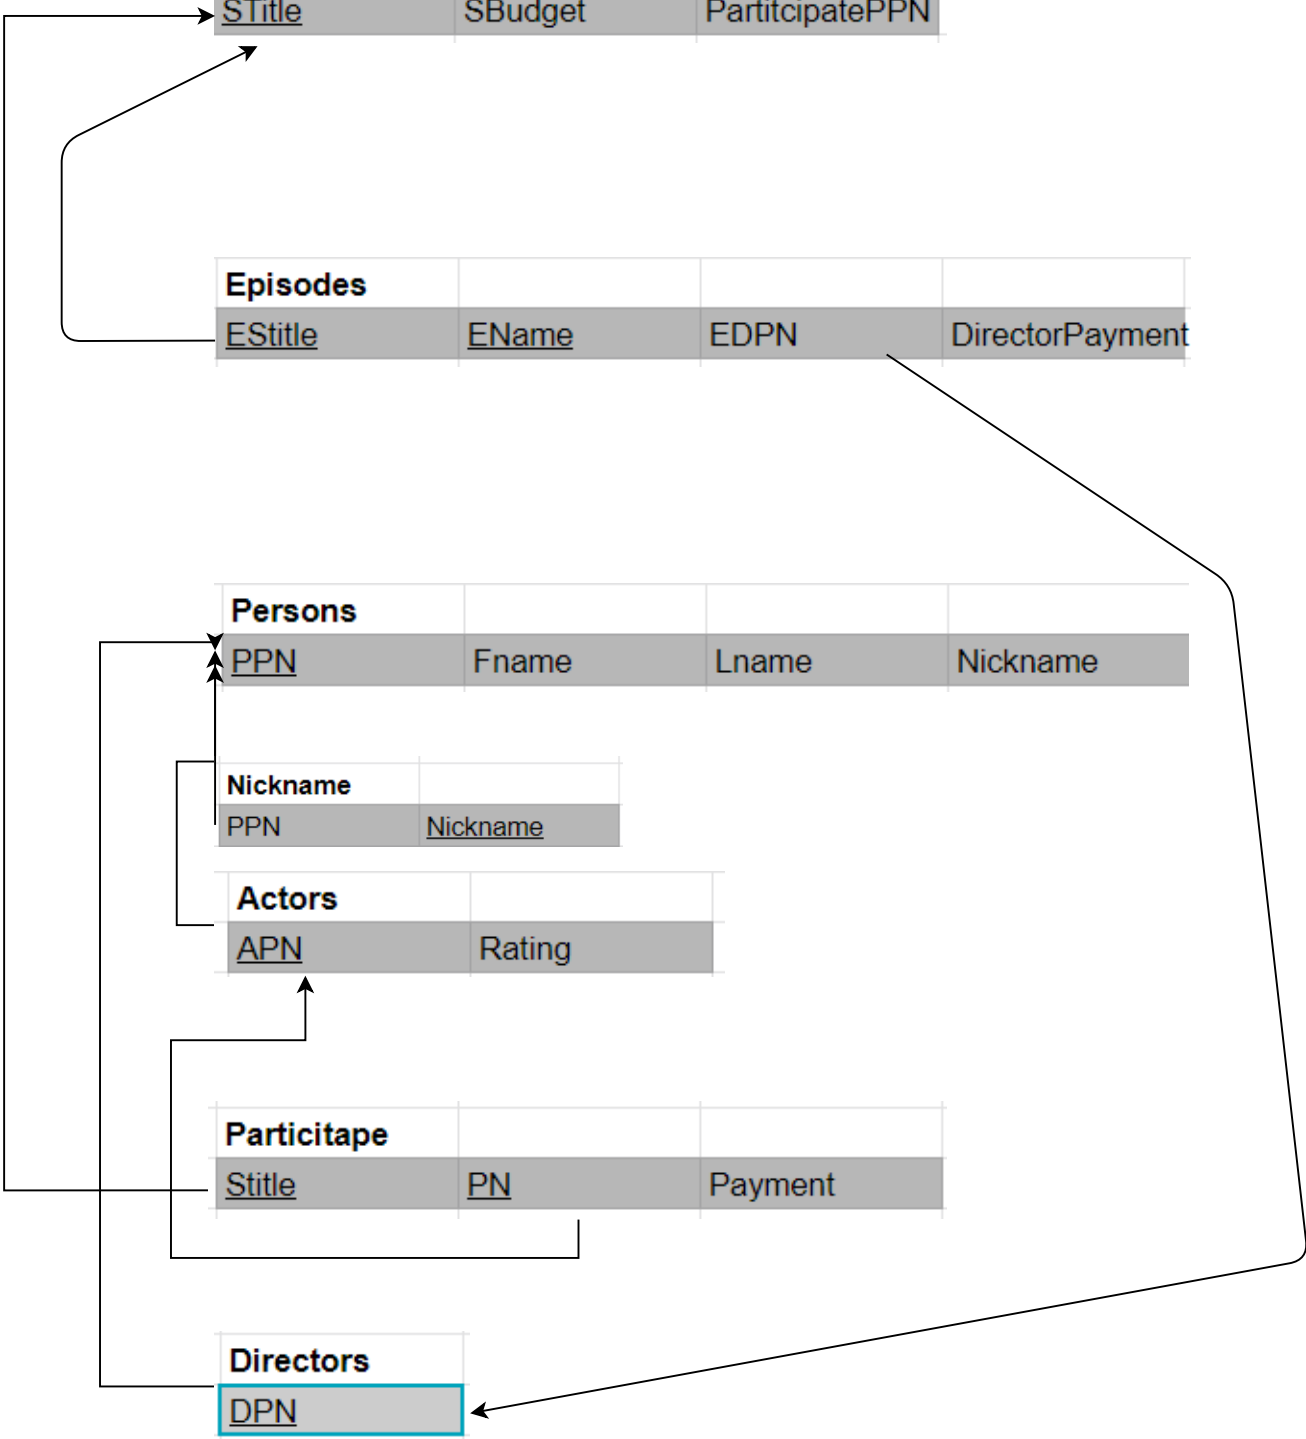 STitle SBudget PartitcipatePPN
Episodes
EStitle EName EDPN DirectorPayment
Persons
PPN Fname Lname Nickname
Nickname
PPN Nickname
Actors
APN Rating
Particitape
Stitle PN Payment
Directors
DPN